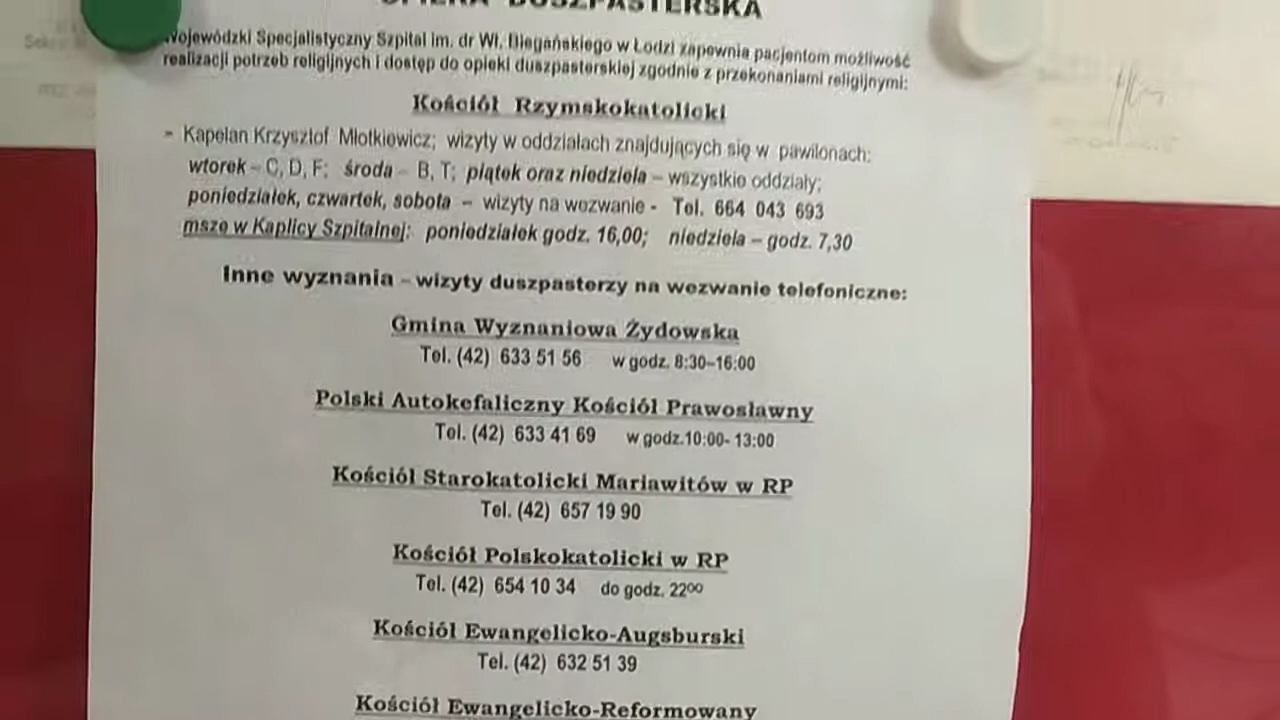 OPIEKA DUSZPASTERSKA
Wojewódzki Specjalistyczny Szpital im. dr Wł. Biegańskiego w Łodzi zapewnia pacjentom możliwość
realizacji potrzeb religijnych i dostęp do opieki duszpasterskiej zgodnie z przekonaniami religijnymi:
Kościół Rzymskokatolicki
- Kapelan Krzysztof Młotkiewicz; wizyty w oddziałach znajdujących się w pawilonach:
wtorek – C, D, F; środa – B, T; piątek oraz niedziela – wszystkie oddziały;
poniedziałek, czwartek, sobota – wizyty na wezwanie - Tel. 664 043 693
msze w Kaplicy Szpitalnej: poniedziałek godz. 16,00; niedziela – godz. 7,30
Inne wyznania – wizyty duszpasterzy na wezwanie telefoniczne:
Gmina Wyznaniowa Żydowska
Tel. (42) 633 51 56 w godz. 8:30–16:00
Polski Autokefaliczny Kościół Prawosławny
Tel. (42) 633 41 69 w godz.10:00- 13:00
Kościół Starokatolicki Mariawitów w RP
Tel. (42) 657 19 90
Kościół Polskokatolicki w RP
Tel. (42) 654 10 34 do godz. 22⁰⁰
Kościół Ewangelicko-Augsburski
Tel. (42) 632 51 39
Kościół Ewangelicko-Reformowany